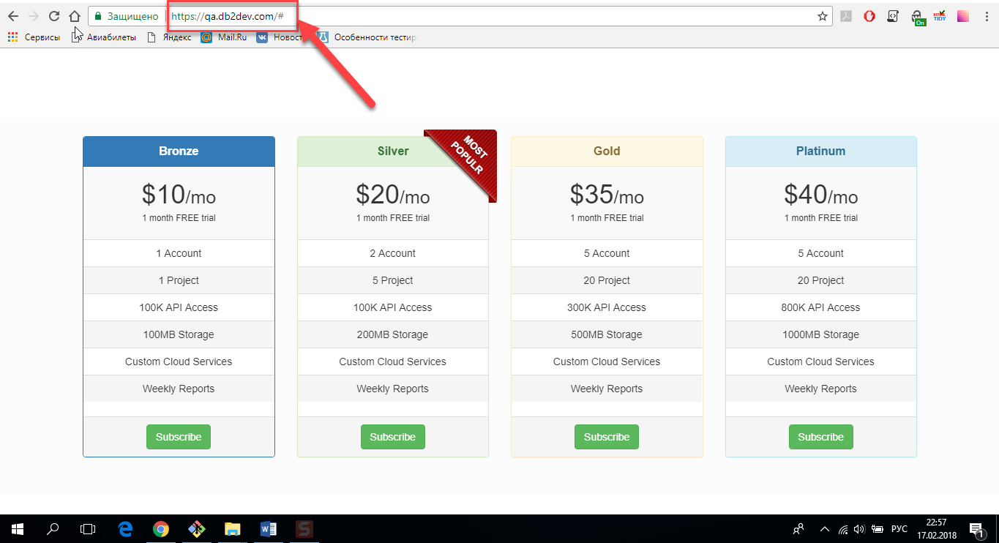 Защищено | https://qa.db2dev.com/#
On
HTML TIDY
Сервисы Авиабилеты Яндекс Mail.Ru Новост Особенности тестир
Bronze
$10/mo
1 month FREE trial
1 Account
1 Project
100K API Access
100MB Storage
Custom Cloud Services
Weekly Reports
Subscribe
Silver
MOST
POPULR
$20/mo
1 month FREE trial
2 Account
5 Project
100K API Access
200MB Storage
Custom Cloud Services
Weekly Reports
Subscribe
Gold
$35/mo
1 month FREE trial
5 Account
20 Project
300K API Access
500MB Storage
Custom Cloud Services
Weekly Reports
Subscribe
Platinum
$40/mo
1 month FREE trial
5 Account
20 Project
800K API Access
1000MB Storage
Custom Cloud Services
Weekly Reports
Subscribe
РУС
22:57
17.02.2018
1